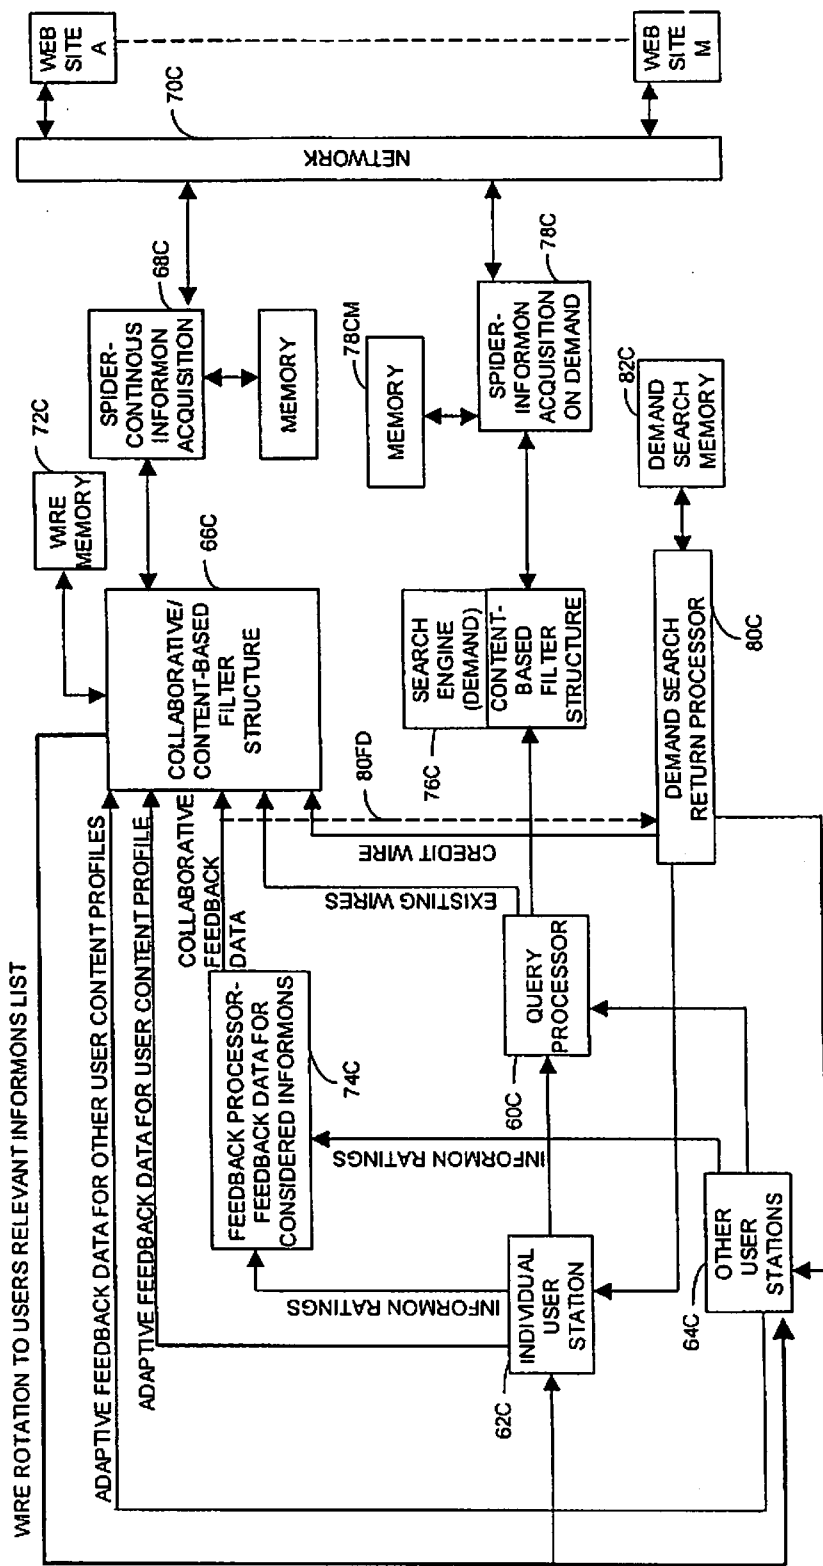 WIRE ROTATION TO USERS RELEVANT INFORMONS LIST
ADAPTIVE FEEDBACK DATA FOR OTHER USER CONTENT PROFILES
ADAPTIVE FEEDBACK DATA FOR USER CONTENT PROFILE
COLLABORATIVE
FEEDBACK
DATA
WIRE
MEMORY
72C
SPIDER-
CONTINOUS
INFORMON
ACQUISITION
68C
MEMORY
COLLABORATIVE/
CONTENT-BASED
FILTER
STRUCTURE
66C
NETWORK
70C
WEB
SITE
A
WEB
SITE
M
MEMORY
78CM
SPIDER-
INFORMON
ACQUISITION
ON DEMAND
78C
SEARCH
ENGINE
(DEMAND)
CONTENT-
BASED
FILTER
STRUCTURE
76C
80FD
CREDIT WIRE
EXISTING WIRES
DEMAND
SEARCH
MEMORY
82C
DEMAND SEARCH
RETURN PROCESSOR
80C
FEEDBACK PROCESSOR-
FEEDBACK DATA FOR
CONSIDERED INFORMONS
74C
QUERY
PROCESSOR
60C
INFORMON RATINGS
INFORMON RATINGS
INDIVIDUAL
USER
STATION
62C
OTHER
USER
STATIONS
64C